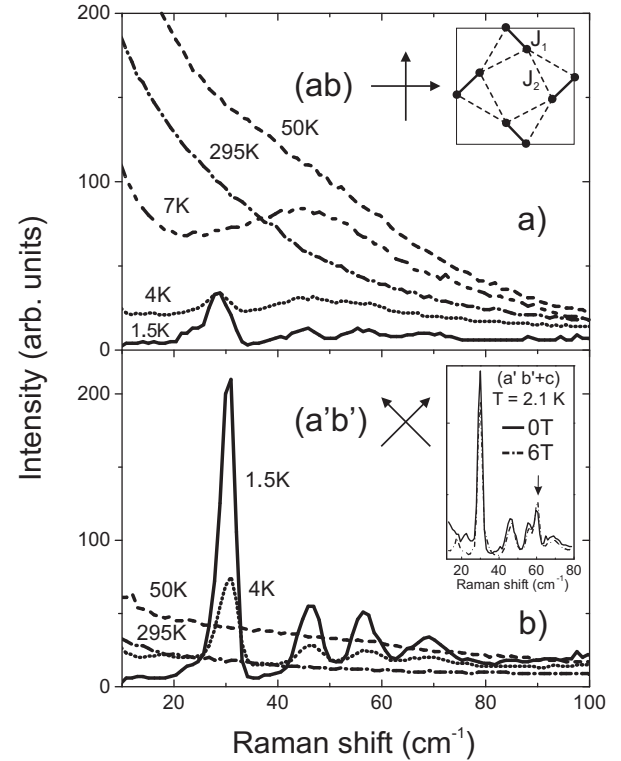 200
(ab)
J1
J2
50K
295K
100
7K
a)
4K
1.5K
0
Intensity (arb. units)
200
(a'b')
(a' b'+c)
T = 2.1 K
0T
6T
1.5K
20 40 60 80
Raman shift (cm-1)
100
50K
4K
295K
b)
0
20 40 60 80 100
Raman shift (cm-1)